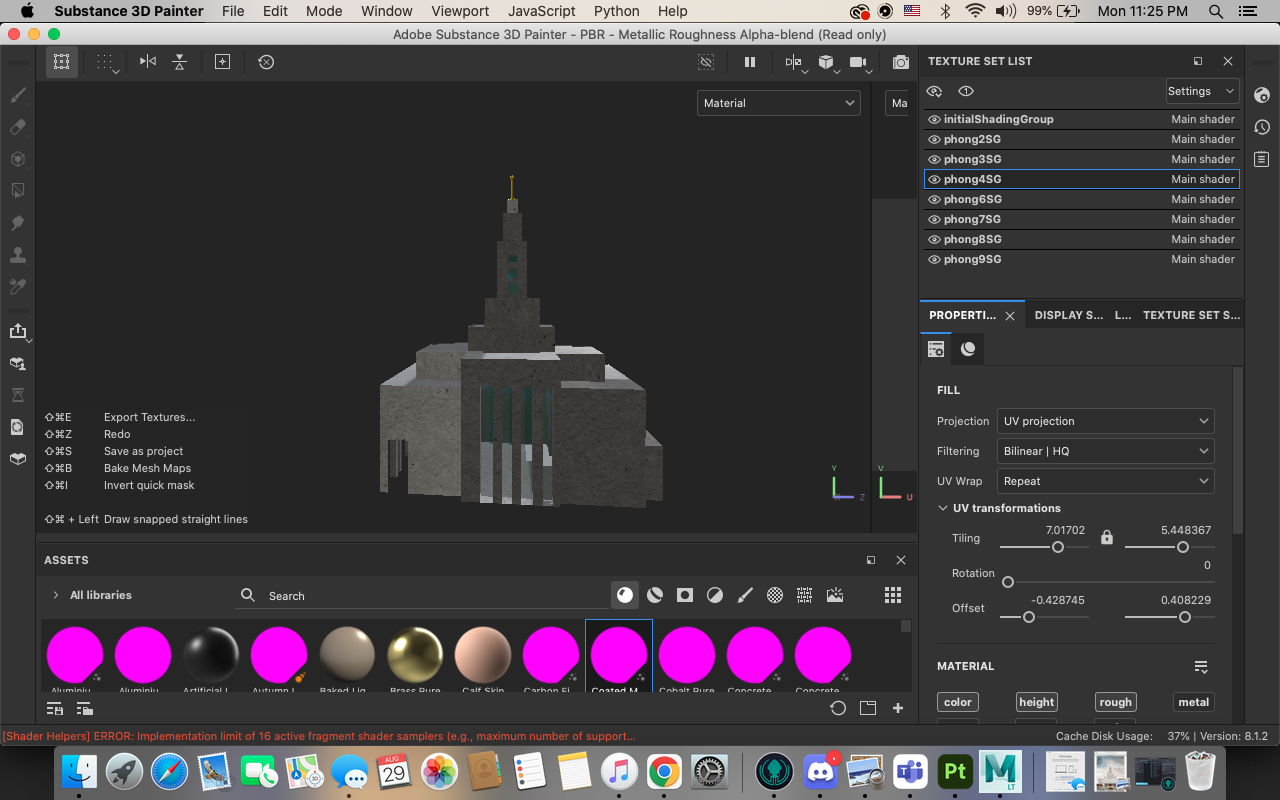 Substance 3D Painter File Edit Mode Window Viewport JavaScript Python Help 99% Mon 11:25 PM
Adobe Substance 3D Painter - PBR - Metallic Roughness Alpha-blend (Read only)
Material
Ma
TEXTURE SET LIST
1
Settings
initialShadingGroup Main shader
phong2SG Main shader
phong3SG Main shader
phong4SG Main shader
phong6SG Main shader
phong7SG Main shader
phong8SG Main shader
phong9SG Main shader
PROPERTI... DISPLAY S... L... TEXTURE SET S...
FILL
Projection UV projection
Filtering Bilinear | HQ
UV Wrap Repeat
UV transformations
Tiling 7.01702 5.448367
Rotation 0
Offset -0.428745 0.408229
MATERIAL
color height rough metal
⇧⌘E Export Textures...
⇧⌘Z Redo
⇧⌘S Save as project
⇧⌘B Bake Mesh Maps
⇧⌘I Invert quick mask
⇧⌘ + Left Draw snapped straight lines
Y Z V U
ASSETS
All libraries Search
Aluminiu... Aluminiu... Artificial L... Autumn L... Baked Lig... Brass Pure Calf Skin Carbon Fi... Coated M... Cobalt Pure Concrete ... Concrete ...
[Shader Helpers] ERROR: Implementation limit of 16 active fragment shader samplers (e.g., maximum number of support...
Cache Disk Usage: 37% | Version: 8.1.2
AUG
29
3D
Pt
M
LT